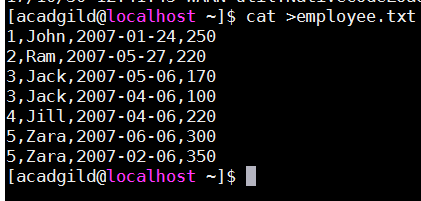 [acadgild@localhost ~]$ cat >employee.txt
1,John,2007-01-24,250
2,Ram,2007-05-27,220
3,Jack,2007-05-06,170
3,Jack,2007-04-06,100
4,Jill,2007-04-06,220
5,Zara,2007-06-06,300
5,Zara,2007-02-06,350
[acadgild@localhost ~]$